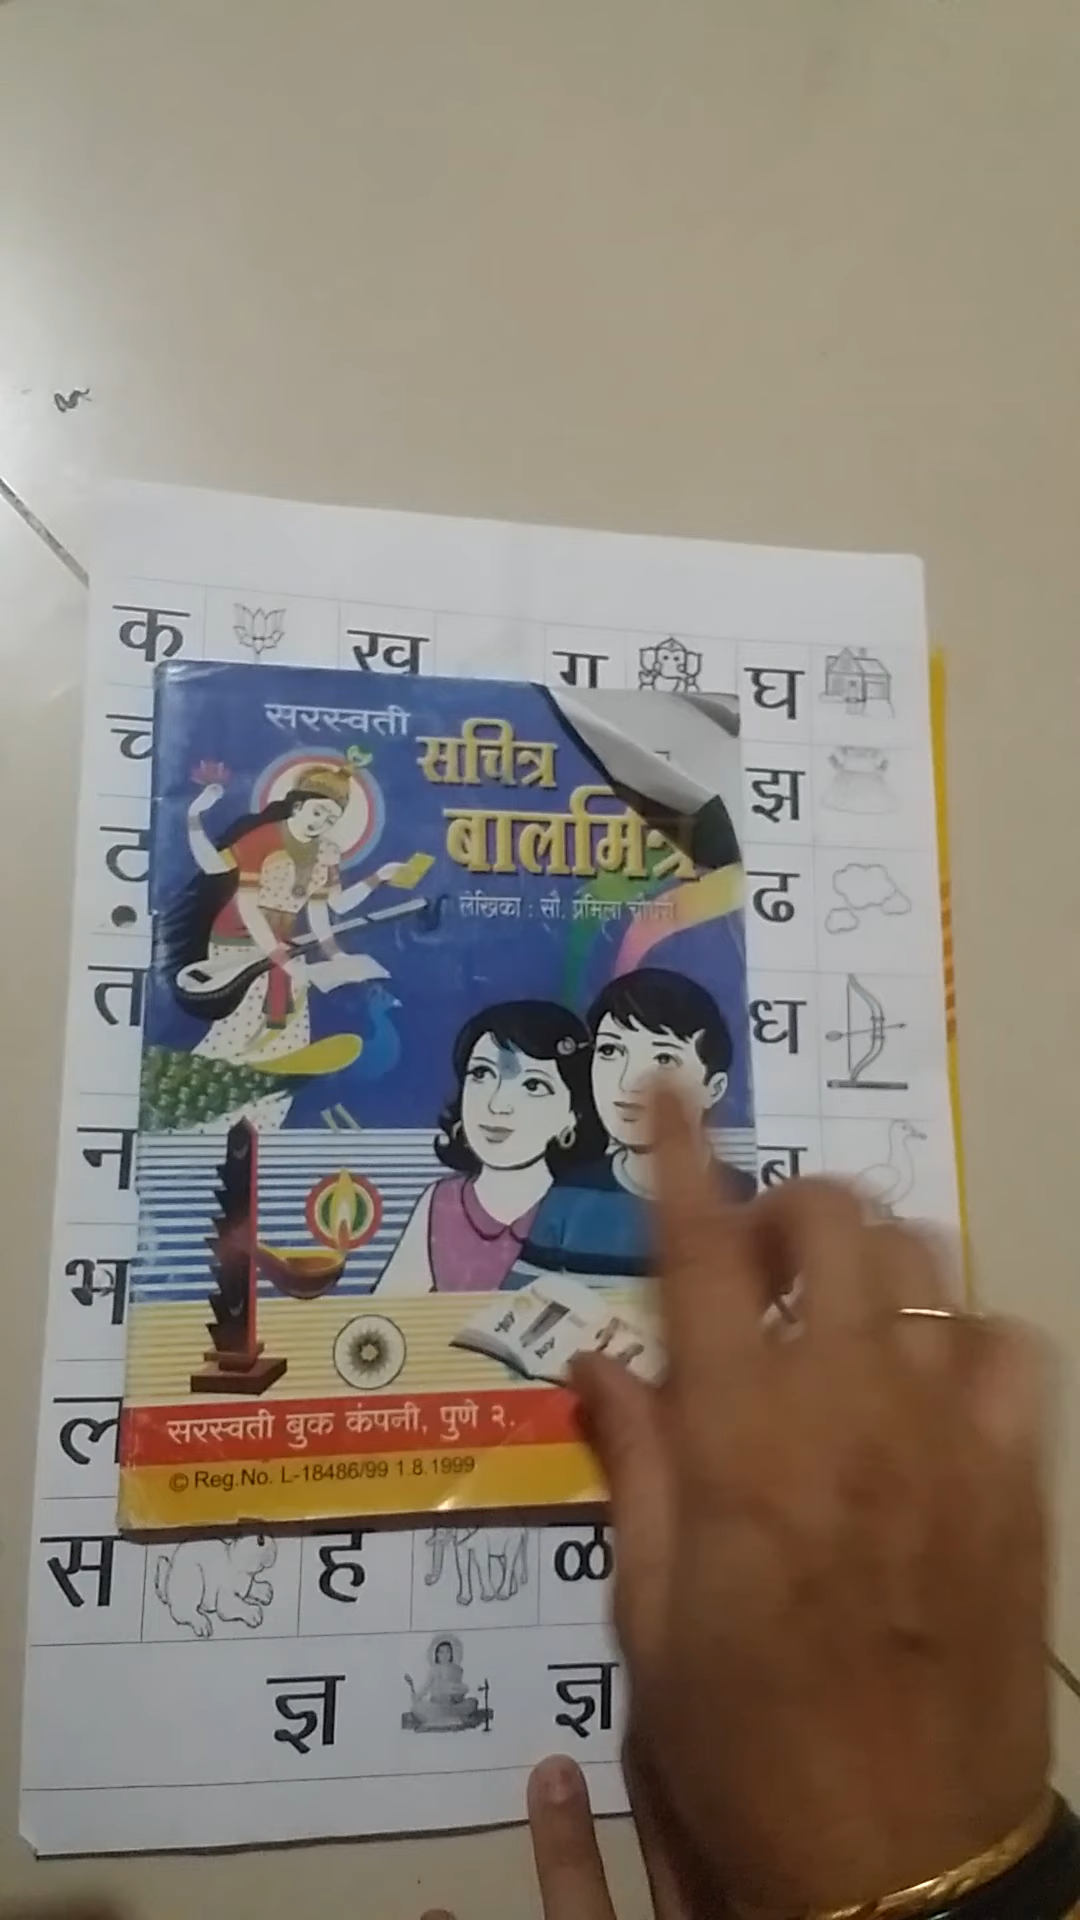 क ख ग घ
च झ
ढ
त ध
न ब
भ
ल
सरस्वती
सचित्र
बालमित्र
लेखिका : सौ. प्रमिला
सरस्वती बुक कंपनी, पुणे २.
© Reg.No. L-18486/99 1.8.1999
स ह ळ
ज्ञ ज्ञ